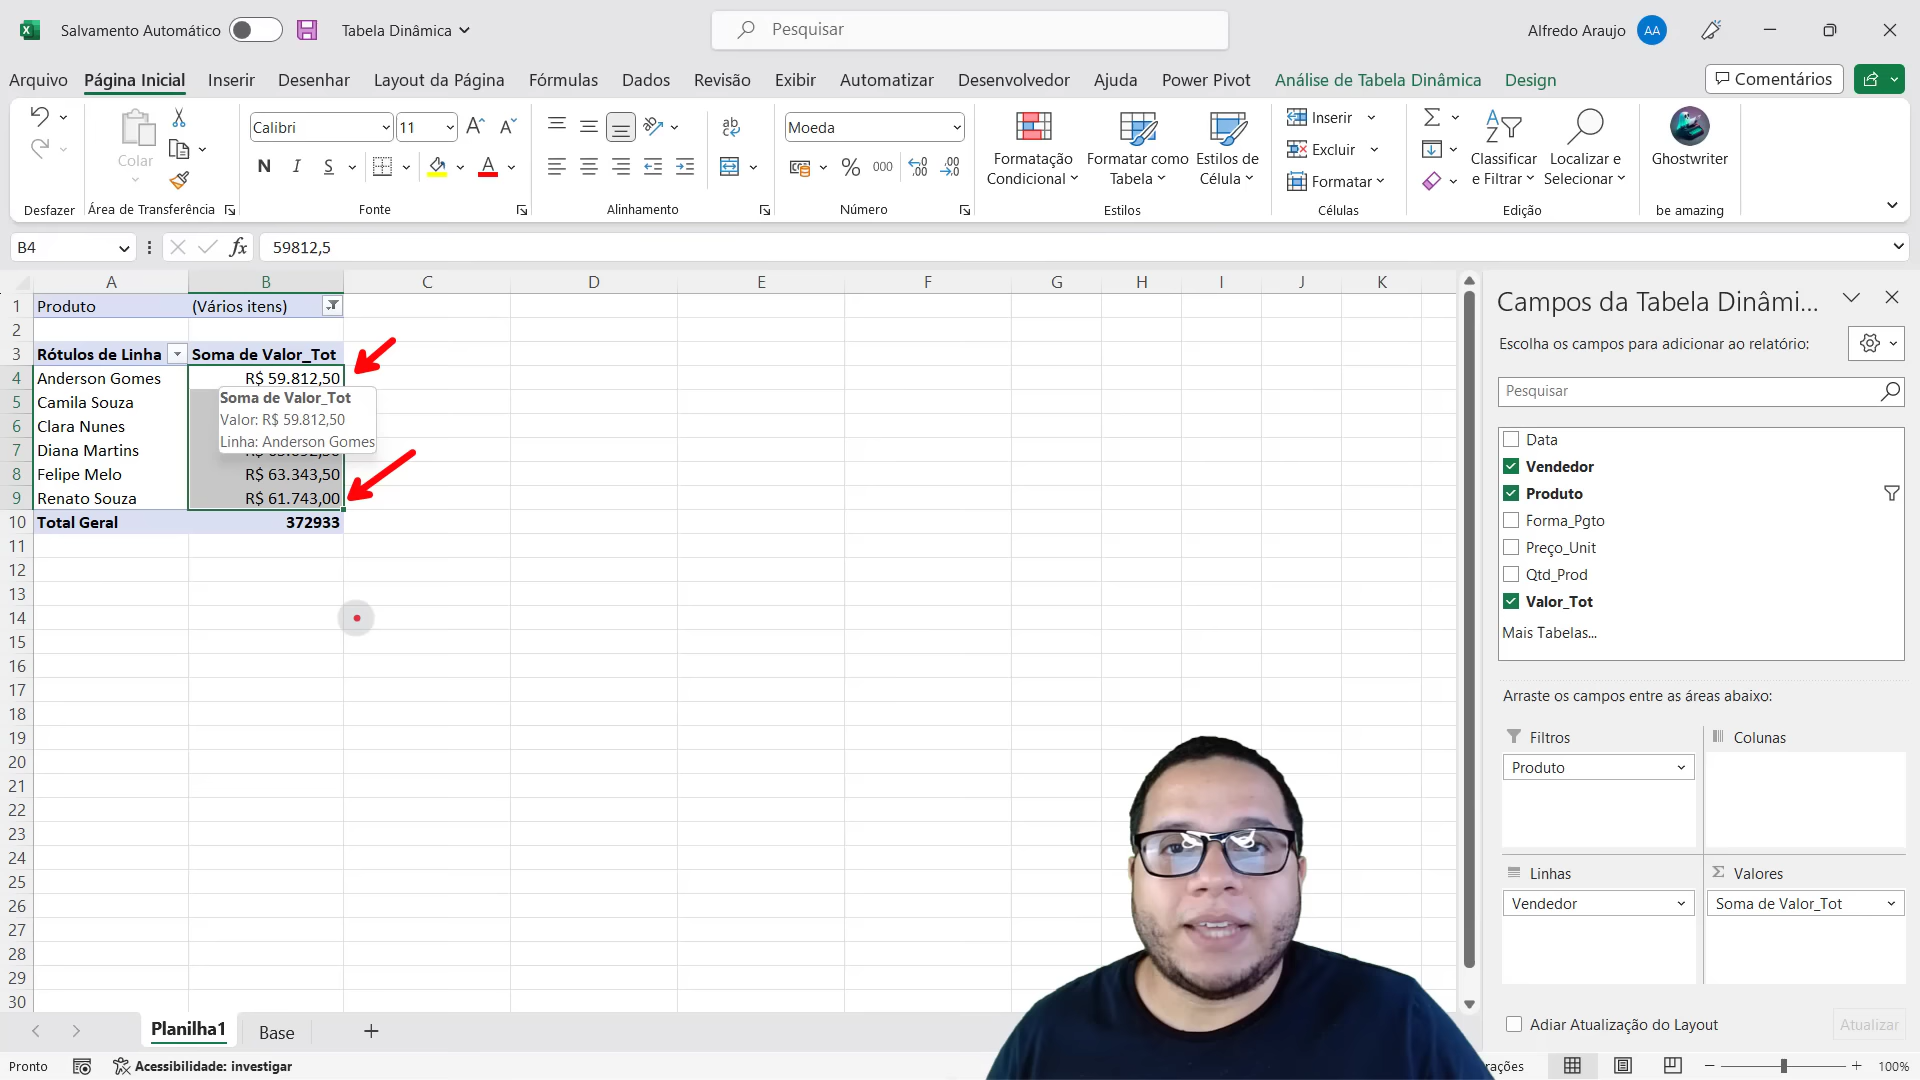 Salvamento Automático
Tabela Dinâmica
Pesquisar
Alfredo Araujo
AA
Arquivo
Página Inicial
Inserir
Desenhar
Layout da Página
Fórmulas
Dados
Revisão
Exibir
Automatizar
Desenvolvedor
Ajuda
Power Pivot
Análise de Tabela Dinâmica
Design
Comentários
Desfazer
Colar
Área de Transferência
Calibri
11
N I S
Fonte
Alinhamento
Moeda
% 000
Número
Formatação Condicional
Formatar como Tabela
Estilos de Célula
Estilos
Inserir
Excluir
Formatar
Células
Classificar e Filtrar
Localizar e Selecionar
Edição
Ghostwriter
be amazing
B4
fx
59812,5
A B C D E F G H I J K
1 Produto (Vários itens)
2
3 Rótulos de Linha Soma de Valor_Tot
4 Anderson Gomes R$ 59.812,50
5 Camila Souza
6 Clara Nunes
7 Diana Martins
8 Felipe Melo R$ 63.343,50
9 Renato Souza R$ 61.743,00
10 Total Geral 372933
Soma de Valor_Tot
Valor: R$ 59.812,50
Linha: Anderson Gomes
11
12
13
14
15
16
17
18
19
20
21
22
23
24
25
26
27
28
29
30
Campos da Tabela Dinâmi...
Escolha os campos para adicionar ao relatório:
Pesquisar
Data
Vendedor
Produto
Forma_Pgto
Preço_Unit
Qtd_Prod
Valor_Tot
Mais Tabelas...
Arraste os campos entre as áreas abaixo:
Filtros
Produto
Colunas
Linhas
Vendedor
Valores
Soma de Valor_Tot
Adiar Atualização do Layout
Atualizar
Planilha1
Base
Pronto
Acessibilidade: investigar
rações
100%